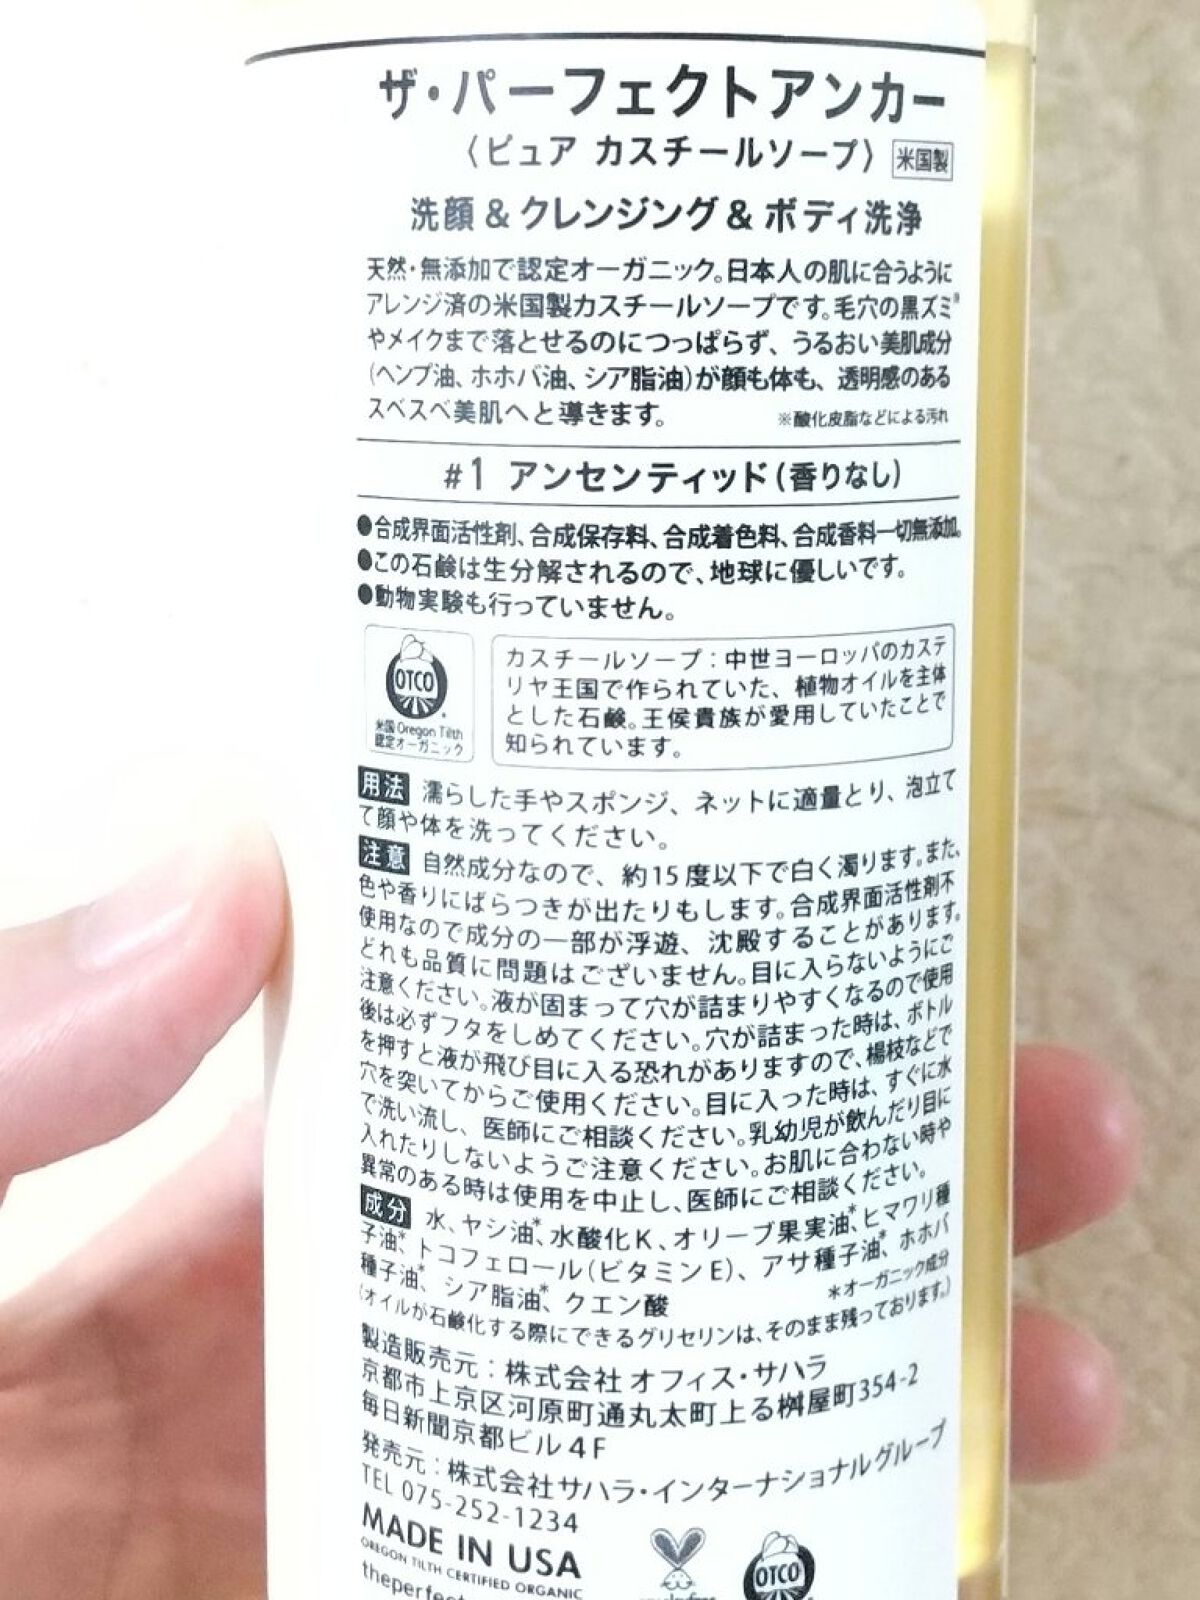 ザ・パーフェクトアンカー
〈ピュア カスチールソープ〉 米国製
洗顔 & クレンジング & ボディ洗浄
天然・無添加で認定オーガニック。日本人の肌に合うように
アレンジ済の米国製カスチールソープです。毛穴の黒ズミ※
やメイクまで落とせるのにつっぱらず、うるおい美肌成分
(ヘンプ油、ホホバ油、シア脂油)が顔も体も、透明感のある
スベスベ美肌へと導きます。 ※酸化皮脂などによる汚れ
#1 アンセンティッド(香りなし)
●合成界面活性剤、合成保存料、合成着色料、合成香料一切無添加。
●この石鹸は生分解されるので、地球に優しいです。
●動物実験も行っていません。
OTCO
米国 Oregon Tilth
認定オーガニック
カスチールソープ:中世ヨーロッパのカステ
リヤ王国で作られていた、植物オイルを主体
とした石鹸。王侯貴族が愛用していたことで
知られています。
用法 濡らした手やスポンジ、ネットに適量とり、泡立て
て顔や体を洗ってください。
注意 自然成分なので、約15度以下で白く濁ります。また、
色や香りにばらつきが出たりもします。合成界面活性剤不
使用なので成分の一部が浮遊、沈殿することがあります。
どれも品質に問題はございません。目に入らないようにご
注意ください。液が固まって穴が詰まりやすくなるので使用
後は必ずフタをしめてください。穴が詰まった時は、ボトル
を押すと液が飛び目に入る恐れがありますので、楊枝などで
穴を突いてからご使用ください。目に入った時は、すぐに水
で洗い流し、医師にご相談ください。乳幼児が飲んだり目に
入れたりしないようご注意ください。お肌に合わない時や
異常のある時は使用を中止し、医師にご相談ください。
成分 水、ヤシ油*、水酸化K、オリーブ果実油*、ヒマワリ種
子油*、トコフェロール(ビタミンE)、アサ種子油*、ホホバ
種子油*、シア脂油*、クエン酸 *オーガニック成分
(オイルが石鹸化する際にできるグリセリンは、そのまま残っております。)
製造販売元:株式会社 オフィス・サハラ
京都市上京区河原町通丸太町上る桝屋町354-2
毎日新聞京都ビル4F
発売元:株式会社サハラ・インターナショナルグループ
TEL 075-252-1234
MADE IN USA
OREGON TILTH CERTIFIED ORGANIC
OTCO